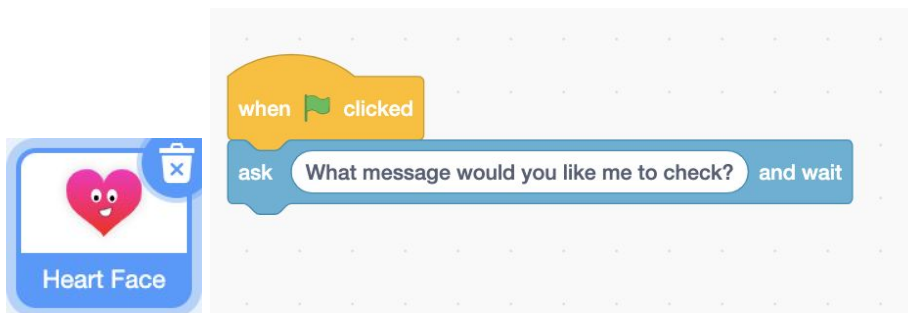 when clicked
ask What message would you like me to check? and wait
Heart Face